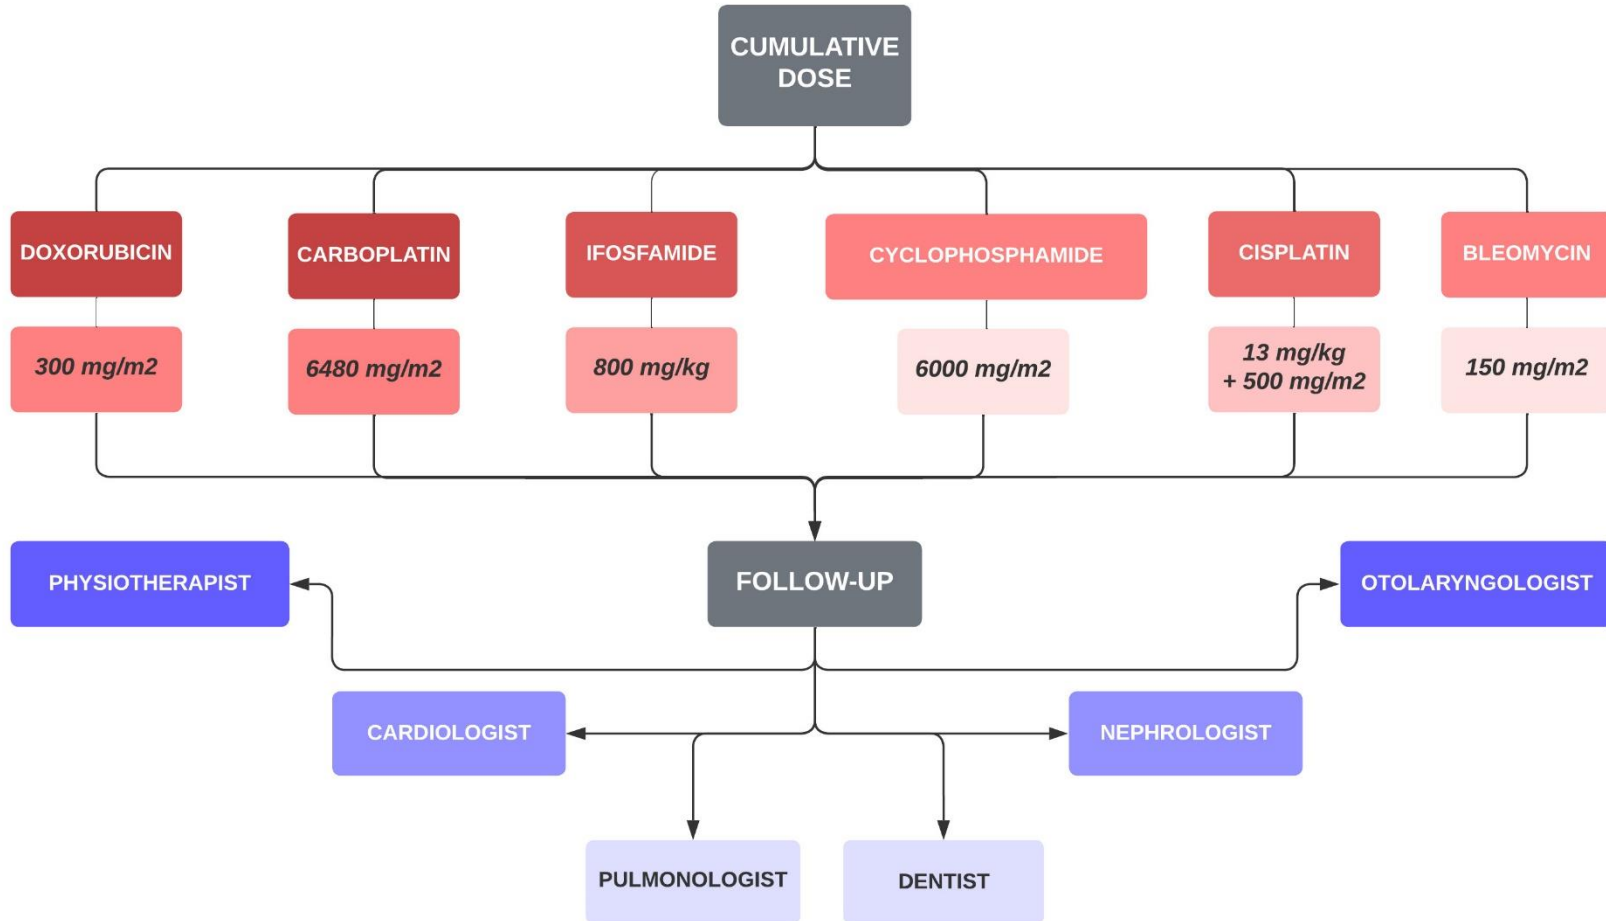 CUMULATIVE
DOSE
DOXORUBICIN
CARBOPLATIN
IFOSFAMIDE
CYCLOPHOSPHAMIDE
CISPLATIN
BLEOMYCIN
300 mg/m2
6480 mg/m2
800 mg/kg
6000 mg/m2
13 mg/kg
+ 500 mg/m2
150 mg/m2
PHYSIOTHERAPIST
FOLLOW-UP
OTOLARYNGOLOGIST
CARDIOLOGIST
NEPHROLOGIST
PULMONOLOGIST
DENTIST